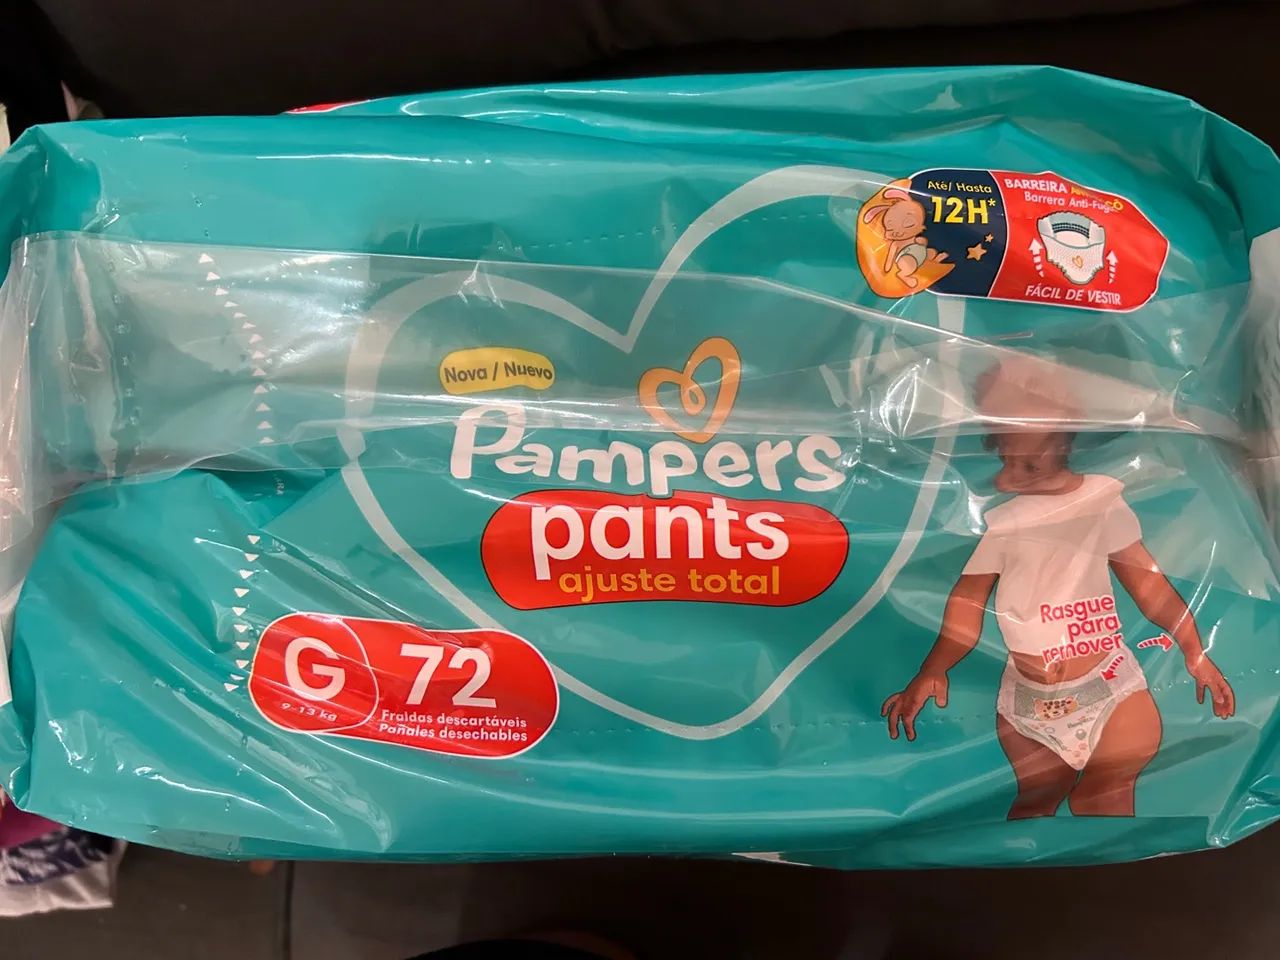 Até/ Hasta
12H*
BARREIRA
Barrera Anti-Fuga
FÁCIL DE VESTIR
Nova / Nuevo
Pampers
pants
ajuste total
Rasgue
para
remover
G
9-13 kg
72
Fraldas descartáveis
Pañales desechables